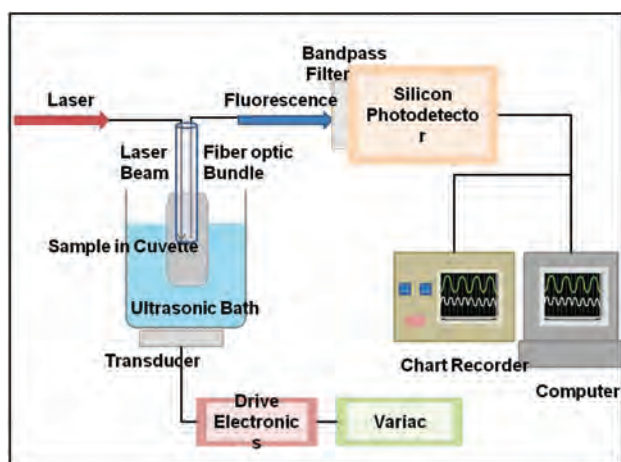 Bandpass
Filter
Laser
Fluorescence
Silicon
Photodetecto
r
Laser
Beam
Fiber optic
Bundle
Sample in Cuvette
Ultrasonic Bath
Transducer
Chart Recorder
Computer
Drive
Electronic
s
Variac